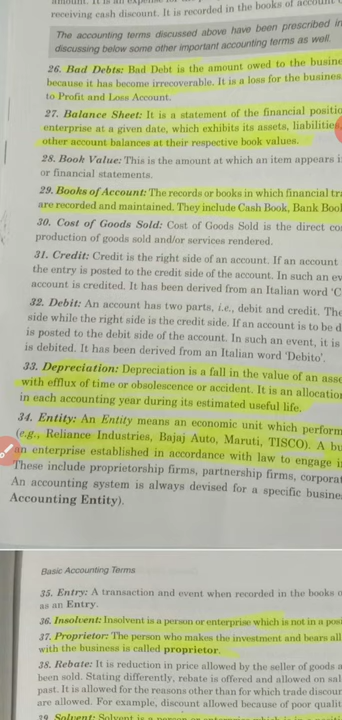 receiving cash discount. It is recorded in the books of account
The accounting terms discussed above have been prescribed in
discussing below some other important accounting terms as well.
26. Bad Debts: Bad Debt is the amount owed to the busine
because it has become irrecoverable. It is a loss for the busines
to Profit and Loss Account.
27. Balance Sheet: It is a statement of the financial positio
enterprise at a given date, which exhibits its assets, liabilities
other account balances at their respective book values.
28. Book Value: This is the amount at which an item appears i
or financial statements.
29. Books of Account: The records or books in which financial tra
are recorded and maintained. They include Cash Book, Bank Boo
30. Cost of Goods Sold: Cost of Goods Sold is the direct co
production of goods sold and/or services rendered.
31. Credit: Credit is the right side of an account. If an account
the entry is posted to the credit side of the account. In such an ev
account is credited. It has been derived from an Italian word 'C
32. Debit: An account has two parts, i.e., debit and credit. The
side while the right side is the credit side. If an account is to be d
is posted to the debit side of the account. In such an event, it is
is debited. It has been derived from an Italian word 'Debito'.
33. Depreciation: Depreciation is a fall in the value of an asse
with efflux of time or obsolescence or accident. It is an allocation
in each accounting year during its estimated useful life.
34. Entity: An Entity means an economic unit which perform
(e.g., Reliance Industries, Bajaj Auto, Maruti, TISCO). A bu
an enterprise established in accordance with law to engage i
These include proprietorship firms, partnership firms, corporat
An accounting system is always devised for a specific busine
Accounting Entity).
Basic Accounting Terms
35. Entry: A transaction and event when recorded in the books o
as an Entry.
36. Insolvent: Insolvent is a person or enterprise which is not in a posi
37. Proprietor: The person who makes the investment and bears all
with the business is called proprietor.
38. Rebate: It is reduction in price allowed by the seller of goods a
been sold. Stating differently, rebate is offered and allowed on sal
past. It is allowed for the reasons other than for which trade discoun
are allowed. For example, discount allowed because of poor qualit
39. Solvent: Solvent is a person